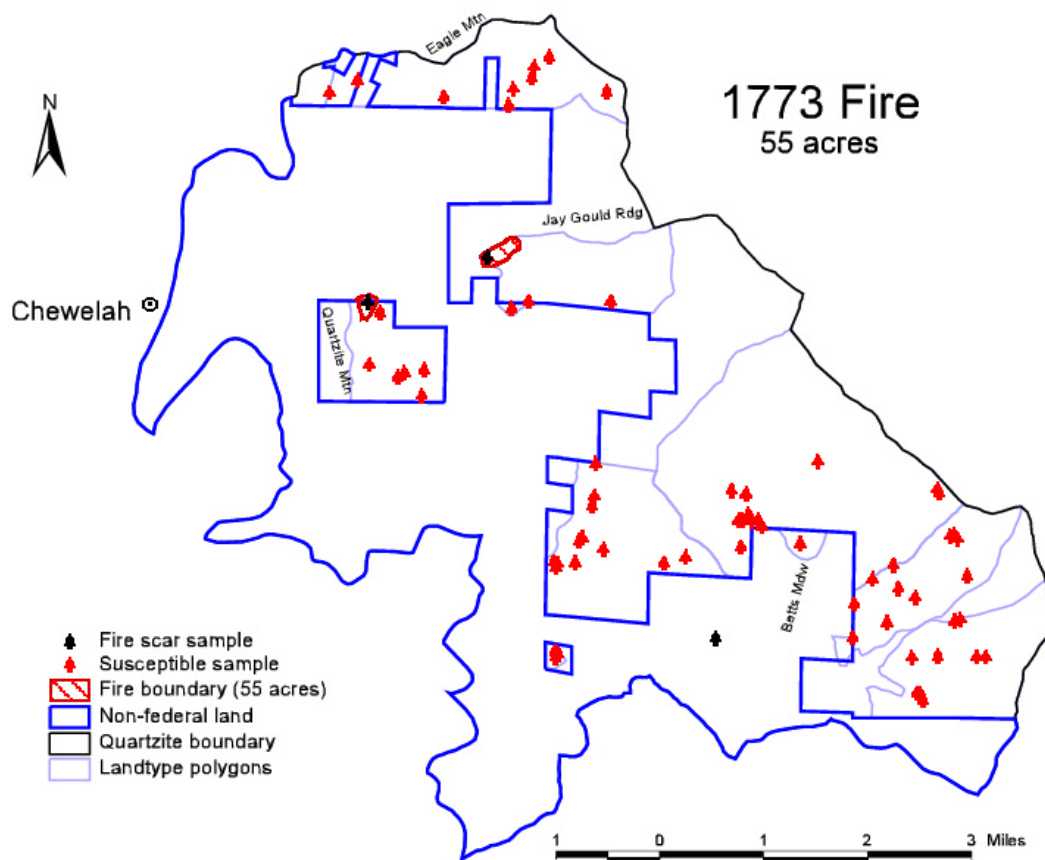 Eagle Mtn
1773 Fire
55 acres
N
Jay Gould Rdg
Chewelah
Quartzite Mtn
Betts Mdw
Fire scar sample
Susceptible sample
Fire boundary (55 acres)
Non-federal land
Quartzite boundary
Landtype polygons
1 0 1 2 3 Miles